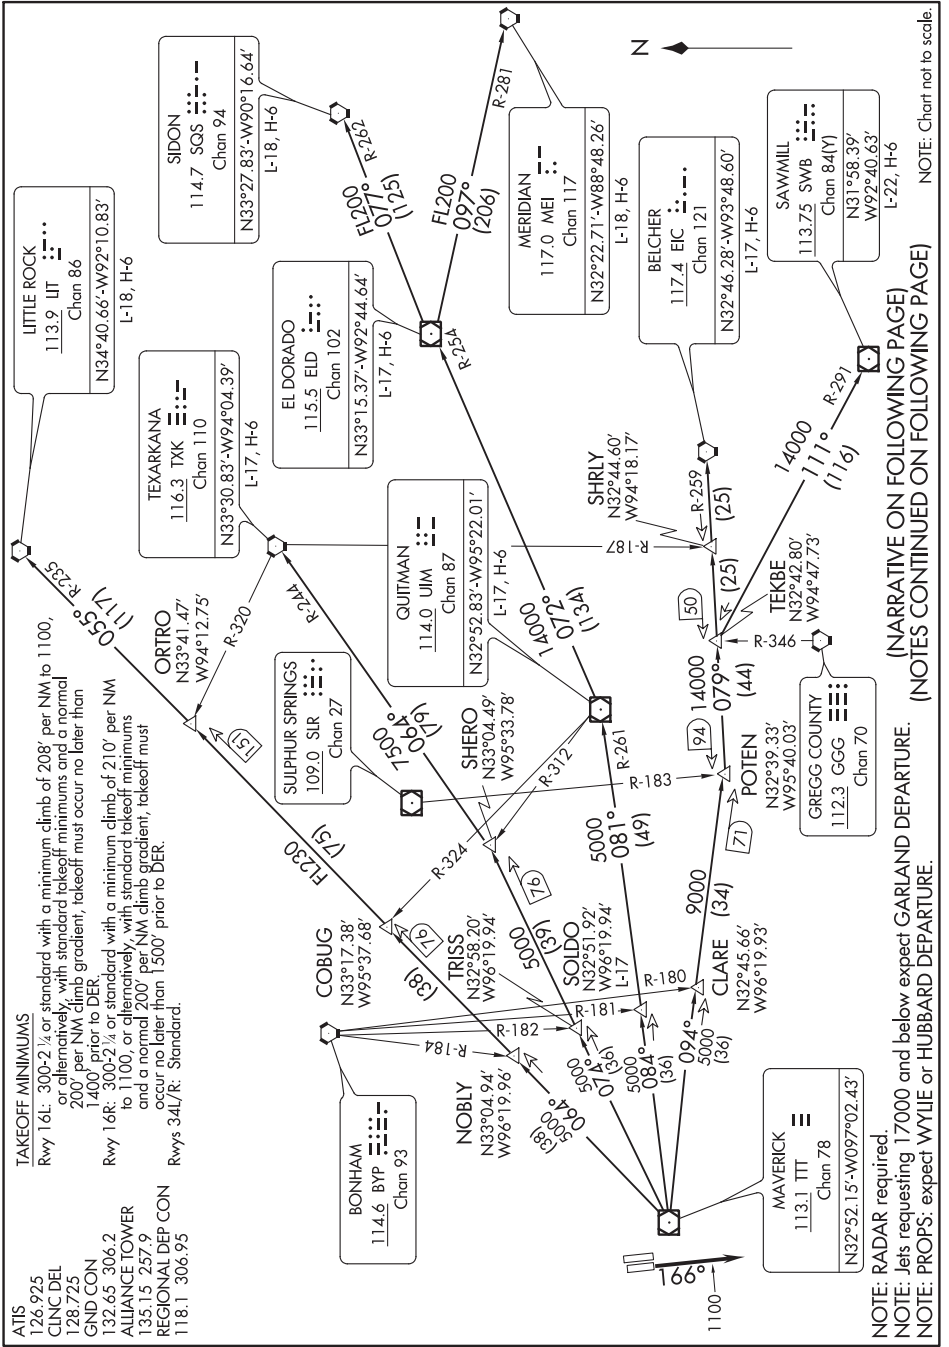 ATIS
126.925
CLNC DEL
128.725
GND CON
132.65 306.2
ALLIANCE TOWER
135.15 257.9
REGIONAL DEP CON
118.1 306.95
TAKEOFF MINIMUMS
Rwy 16L: 300-2¼ or standard with a minimum climb of 208' per NM to 1100,
or alternatively, with standard takeoff minimums and a normal
200' per NM climb gradient, takeoff must occur no later than
1400' prior to DER.
Rwy 16R: 300-2¼ or standard with a minimum climb of 210' per NM
to 1100, or alternatively, with standard takeoff minimums
and a normal 200' per NM climb gradient, takeoff must
occur no later than 1500' prior to DER.
Rwys 34L/R: Standard.
LITTLE ROCK
113.9 LIT
Chan 86
N34°40.66'-W92°10.83'
L-18, H-6
SIDON
114.7 SQS
Chan 94
N33°27.83'-W90°16.64'
L-18, H-6
TEXARKANA
116.3 TXK
Chan 110
N33°30.83'-W94°04.39'
L-17, H-6
EL DORADO
115.5 ELD
Chan 102
N33°15.37'-W92°44.64'
L-17, H-6
MERIDIAN
117.0 MEI
Chan 117
N32°22.71'-W88°48.26'
L-18, H-6
BELCHER
117.4 EIC
Chan 121
N32°46.28'-W93°48.60'
L-17, H-6
SAWMILL
113.75 SWB
Chan 84(Y)
N31°58.39'
W92°40.63'
L-22, H-6
QUITMAN
114.0 UIM
Chan 87
N32°52.83'-W95°22.01'
L-17, H-6
SULPHUR SPRINGS
109.0 SLR
Chan 27
GREGG COUNTY
112.3 GGG
Chan 70
BONHAM
114.6 BYP
Chan 93
MAVERICK
113.1 TTT
Chan 78
N32°52.15'-W097°02.43'
ORTRO
N33°41.47'
W94°12.75'
COBUG
N33°17.38'
W95°37.68'
NOBLY
N33°04.94'
W96°19.96'
TRISS
N32°58.20'
W96°19.94'
SHERO
N33°04.49'
W95°33.78'
SOLDO
N32°51.92'
W96°19.94'
L-17
CLARE
N32°45.66'
W96°19.93'
POTEN
N32°39.33'
W95°40.03'
TEKBE
N32°42.80'
W94°47.73'
SHRLY
N32°44.60'
W94°18.17'
R-235
055°
(117)
R-320
151
FL230
(75)
76
(38)
R-324
R-312
R-184
R-182
R-181
R-180
5000
064°
(38)
5000
074°
(36)
5000
084°
(36)
094°
5000
(36)
5000
(39)
76
7500
064°
(79)
R-244
5000
081°
(49)
R-261
14000
072°
(134)
R-254
FL200
077°
(125)
R-262
FL200
097°
(206)
R-281
9000
(34)
71
R-183
94
14000
079°
(44)
50
R-346
(25)
R-187
R-259
(25)
14000
111°
(116)
R-291
166°
1100
N
NOTE: RADAR required.
NOTE: Jets requesting 17000 and below expect GARLAND DEPARTURE.
NOTE: PROPS: expect WYLIE or HUBBARD DEPARTURE.
(NARRATIVE ON FOLLOWING PAGE)
(NOTES CONTINUED ON FOLLOWING PAGE)
NOTE: Chart not to scale.